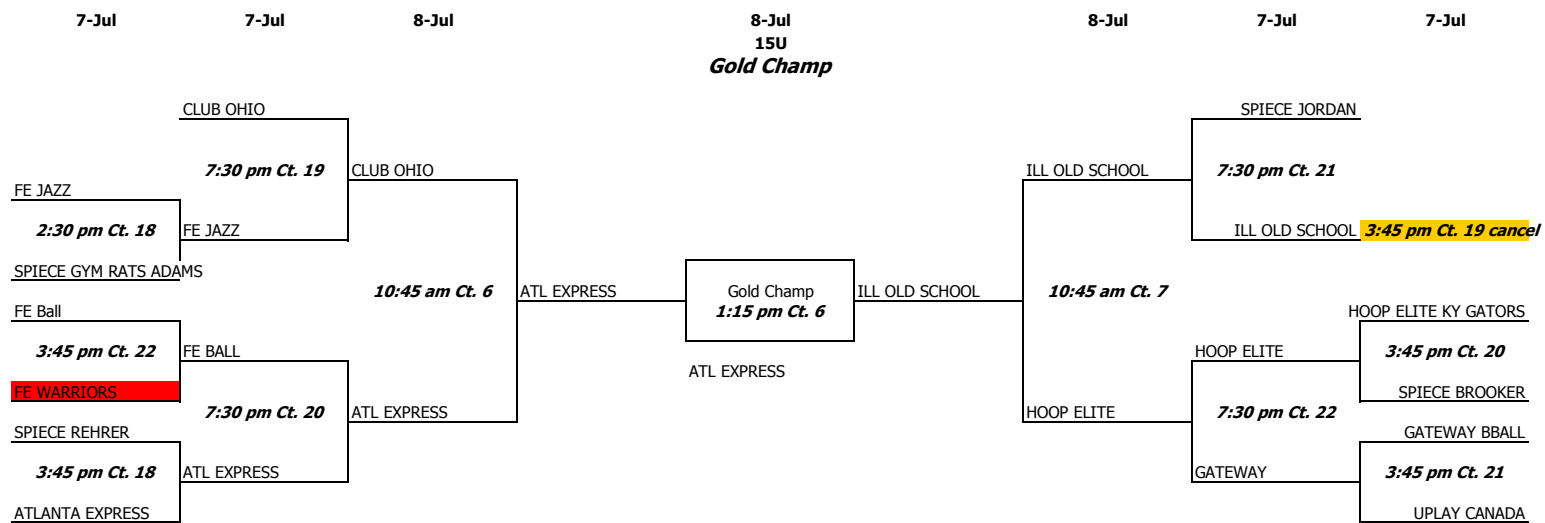 7-Jul 7-Jul 8-Jul 8-Jul 8-Jul 7-Jul 7-Jul
15U
Gold Champ
CLUB OHIO SPIECE JORDAN
7:30 pm Ct. 19 CLUB OHIO ILL OLD SCHOOL 7:30 pm Ct. 21
FE JAZZ
2:30 pm Ct. 18 FE JAZZ ILL OLD SCHOOL 3:45 pm Ct. 19 cancel
SPIECE GYM RATS ADAMS
10:45 am Ct. 6 ATL EXPRESS Gold Champ ILL OLD SCHOOL 10:45 am Ct. 7
FE Ball 1:15 pm Ct. 6 HOOP ELITE KY GATORS
3:45 pm Ct. 22 FE BALL HOOP ELITE 3:45 pm Ct. 20
ATL EXPRESS
FE WARRIORS SPIECE BROOKER
7:30 pm Ct. 20 ATL EXPRESS HOOP ELITE 7:30 pm Ct. 22
SPIECE REHRER GATEWAY BBALL
3:45 pm Ct. 18 ATL EXPRESS GATEWAY 3:45 pm Ct. 21
ATLANTA EXPRESS UPLAY CANADA